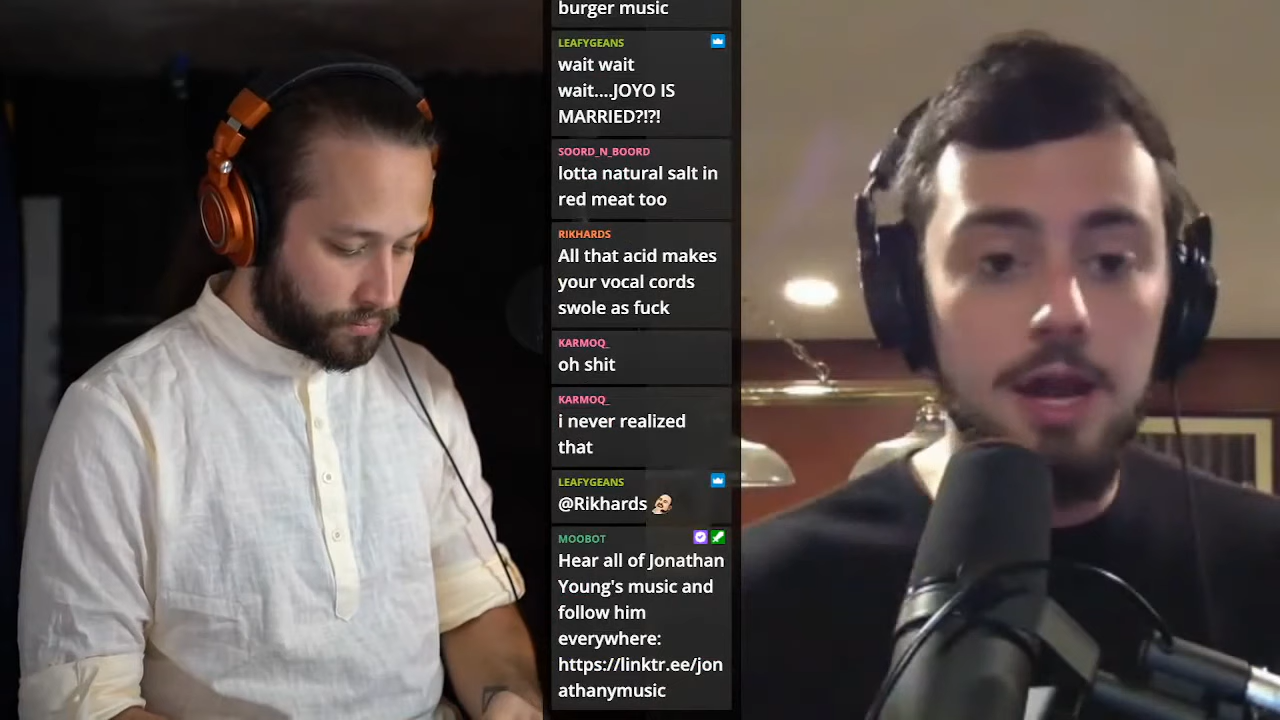 burger music
LEAFYGEANS
wait wait
wait....JOYO IS
MARRIED?!?!
SOORD_N_BOORD
lotta natural salt in
red meat too
RIKHARDS
All that acid makes
your vocal cords
swole as fuck
KARMOQ_
oh shit
KARMOQ_
i never realized
that
LEAFYGEANS
@Rikhards
MOOBOT
Hear all of Jonathan
Young's music and
follow him
everywhere:
https://linktr.ee/jon
athanymusic